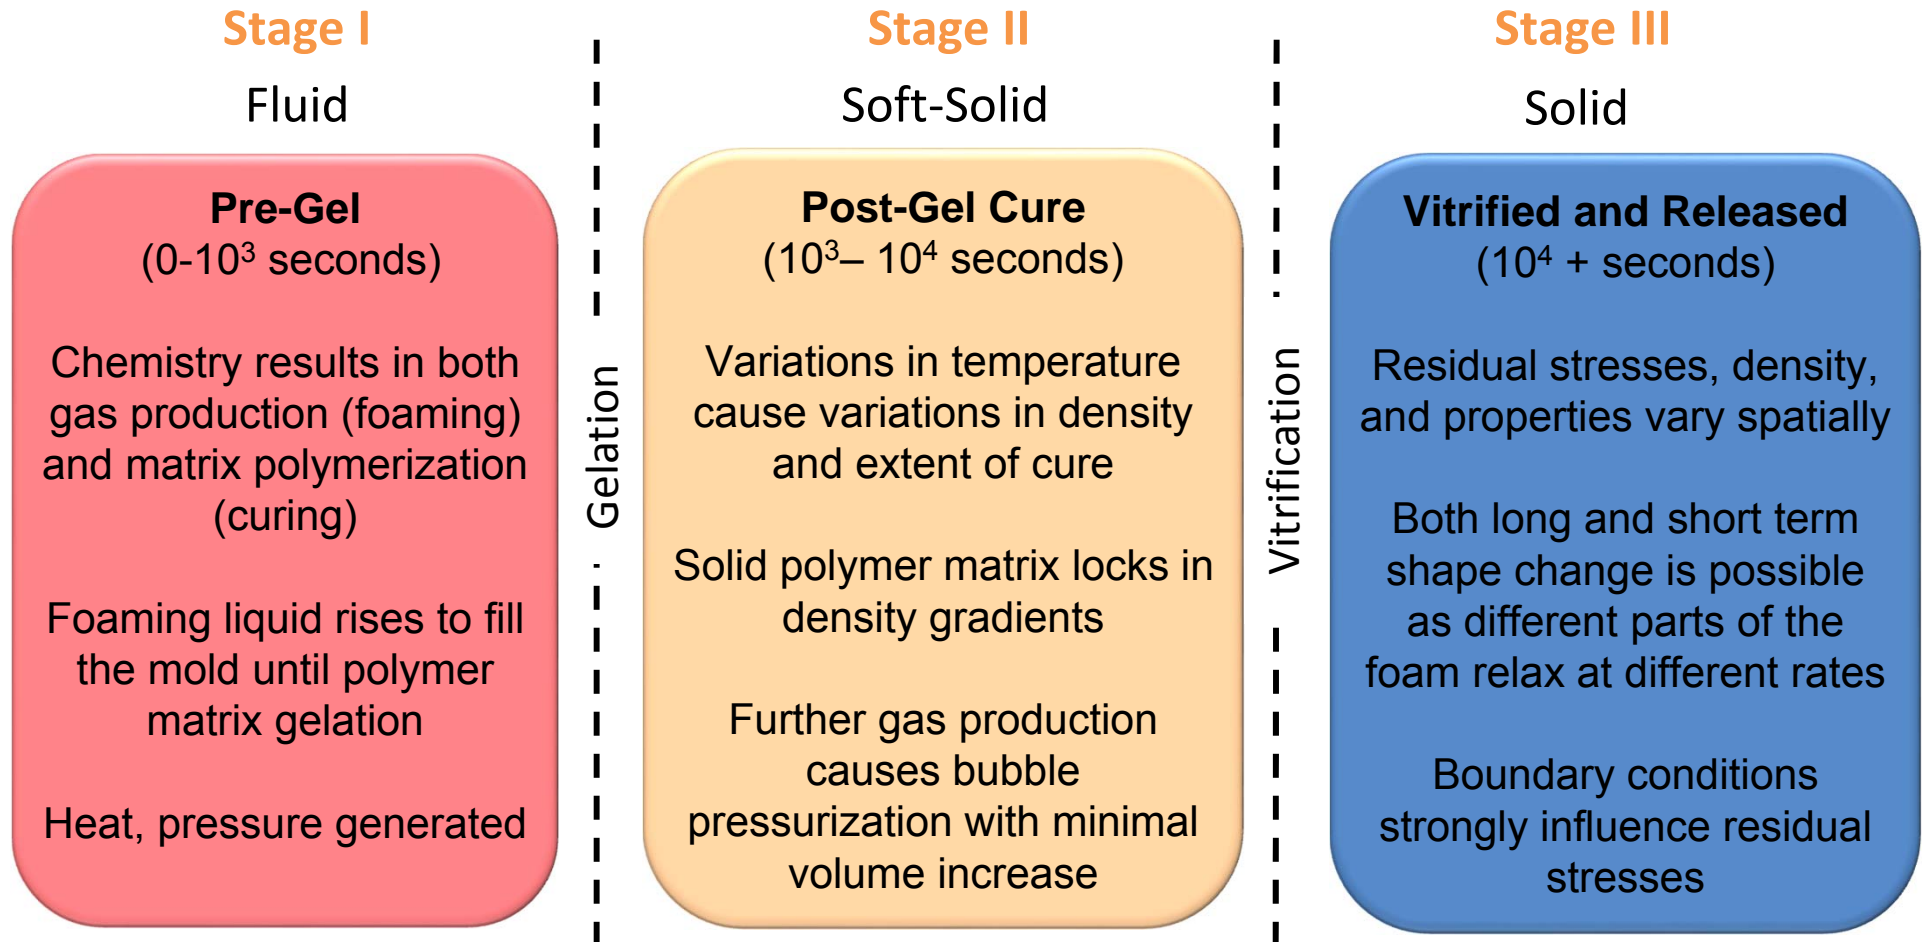 Stage I
Fluid
Pre-Gel
(0-10³ seconds)
Chemistry results in both
gas production (foaming)
and matrix polymerization
(curing)
Foaming liquid rises to fill
the mold until polymer
matrix gelation
Heat, pressure generated
Gelation
Stage II
Soft-Solid
Post-Gel Cure
(10³– 10⁴ seconds)
Variations in temperature
cause variations in density
and extent of cure
Solid polymer matrix locks in
density gradients
Further gas production
causes bubble
pressurization with minimal
volume increase
Vitrification
Stage III
Solid
Vitrified and Released
(10⁴ + seconds)
Residual stresses, density,
and properties vary spatially
Both long and short term
shape change is possible
as different parts of the
foam relax at different rates
Boundary conditions
strongly influence residual
stresses